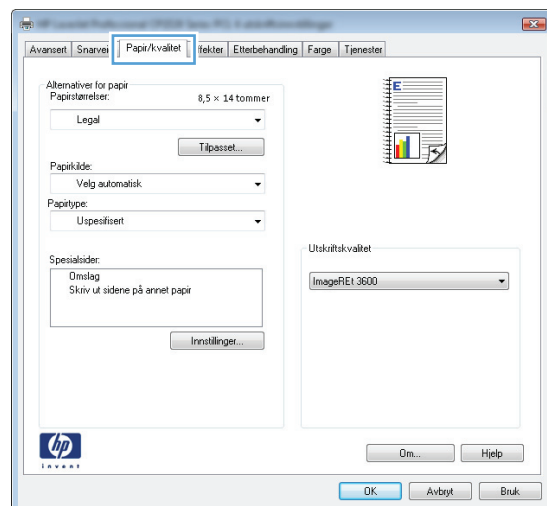 Avansert Snarvei Papir/kvalitet ffekter Etterbehandling Farge Tjenester
Alternativer for papir
Papirstørrelser: 8,5 × 14 tommer
Legal
Tilpasset...
Papirkilde:
Velg automatisk
Papirtype:
Uspesifisert
Spesialsider:
Omslag
Skriv ut sidene på annet papir
Innstillinger...
E
Utskriftskvalitet
ImageREt 3600
hp
invent
Om... Hjelp
OK Avbryt Bruk